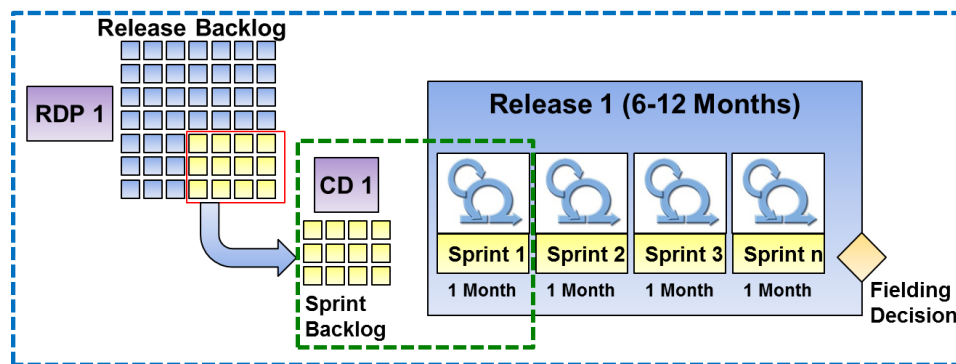 Release Backlog
RDP 1
Release 1 (6-12 Months)
CD 1
Sprint 1
Sprint 2
Sprint 3
Sprint n
1 Month
1 Month
1 Month
1 Month
Sprint
Backlog
Fielding
Decision